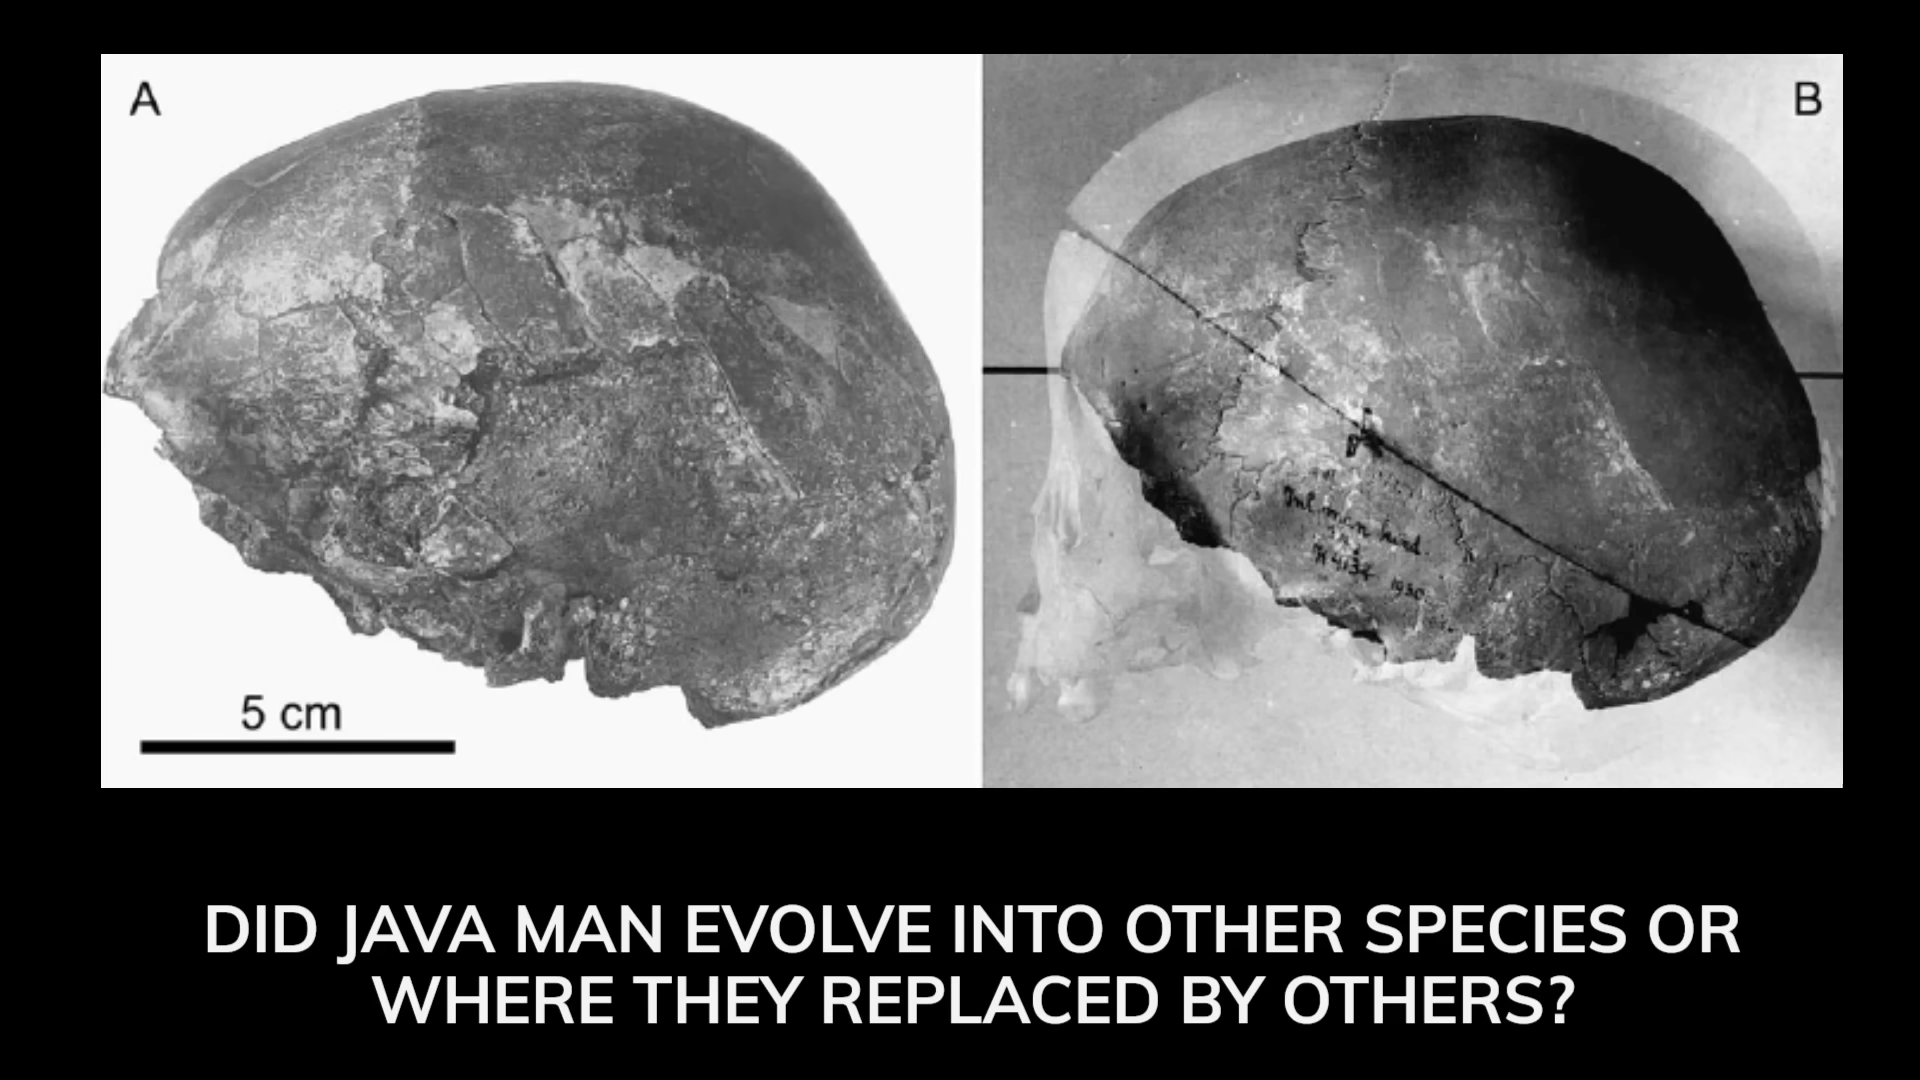 A
B
5 cm
DID JAVA MAN EVOLVE INTO OTHER SPECIES OR
WHERE THEY REPLACED BY OTHERS?